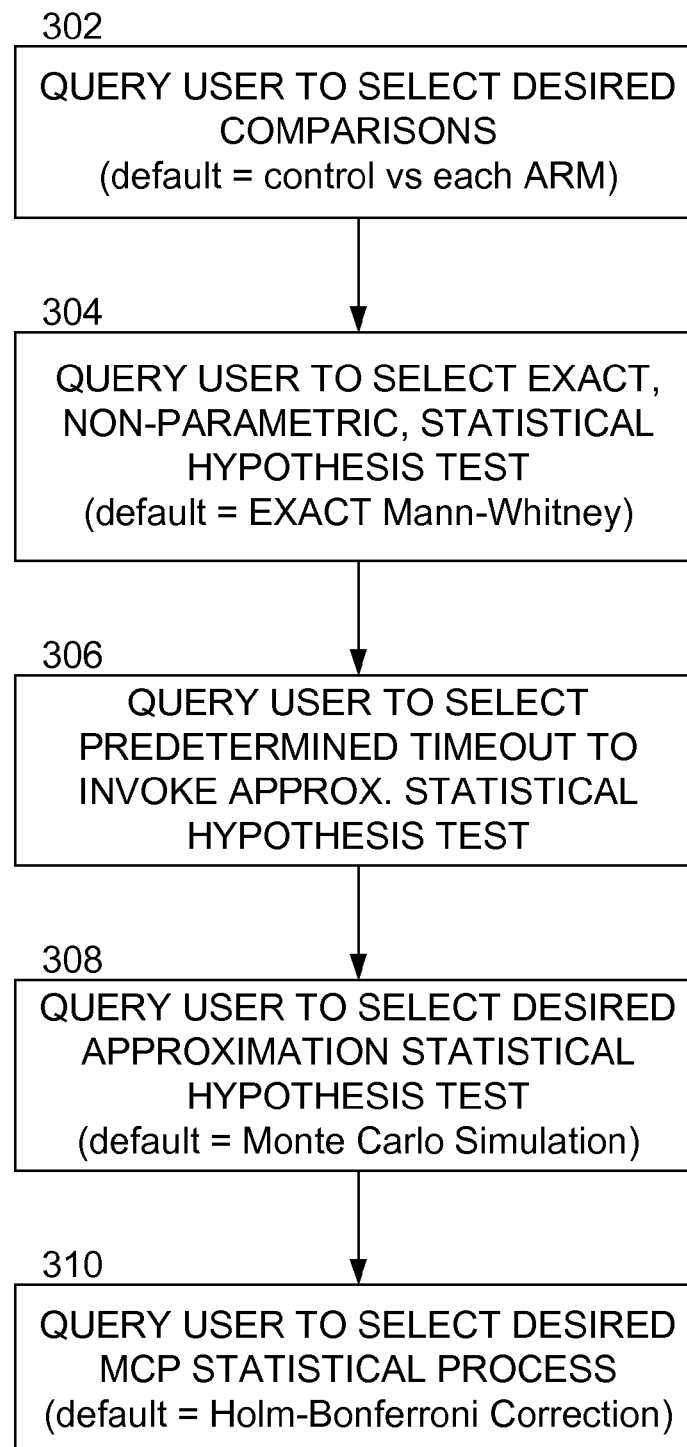 302
QUERY USER TO SELECT DESIRED
COMPARISONS
(default = control vs each ARM)
304
QUERY USER TO SELECT EXACT,
NON-PARAMETRIC, STATISTICAL
HYPOTHESIS TEST
(default = EXACT Mann-Whitney)
306
QUERY USER TO SELECT
PREDETERMINED TIMEOUT TO
INVOKE APPROX. STATISTICAL
HYPOTHESIS TEST
308
QUERY USER TO SELECT DESIRED
APPROXIMATION STATISTICAL
HYPOTHESIS TEST
(default = Monte Carlo Simulation)
310
QUERY USER TO SELECT DESIRED
MCP STATISTICAL PROCESS
(default = Holm-Bonferroni Correction)